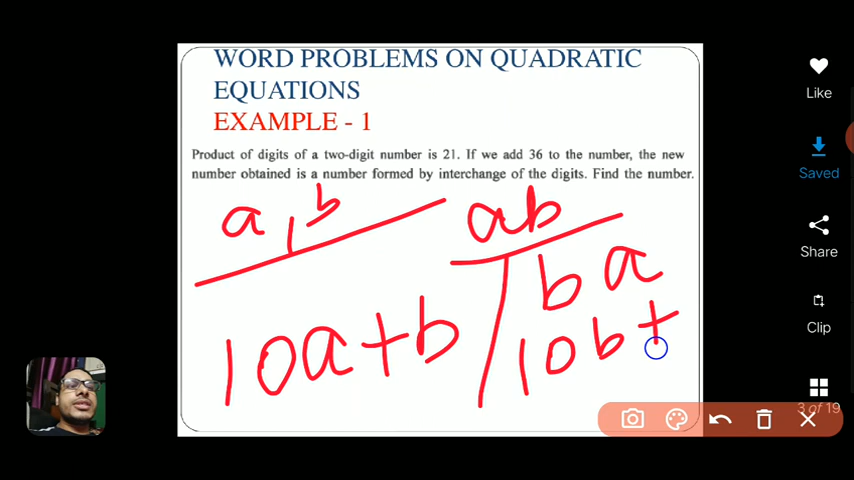 WORD PROBLEMS ON QUADRATIC
EQUATIONS
EXAMPLE - 1
Product of digits of a two-digit number is 21. If we add 36 to the number, the new
number obtained is a number formed by interchange of the digits. Find the number.
a, b
ab
b a
10a+b
10b+
Like
Saved
Share
Clip
3 of 19